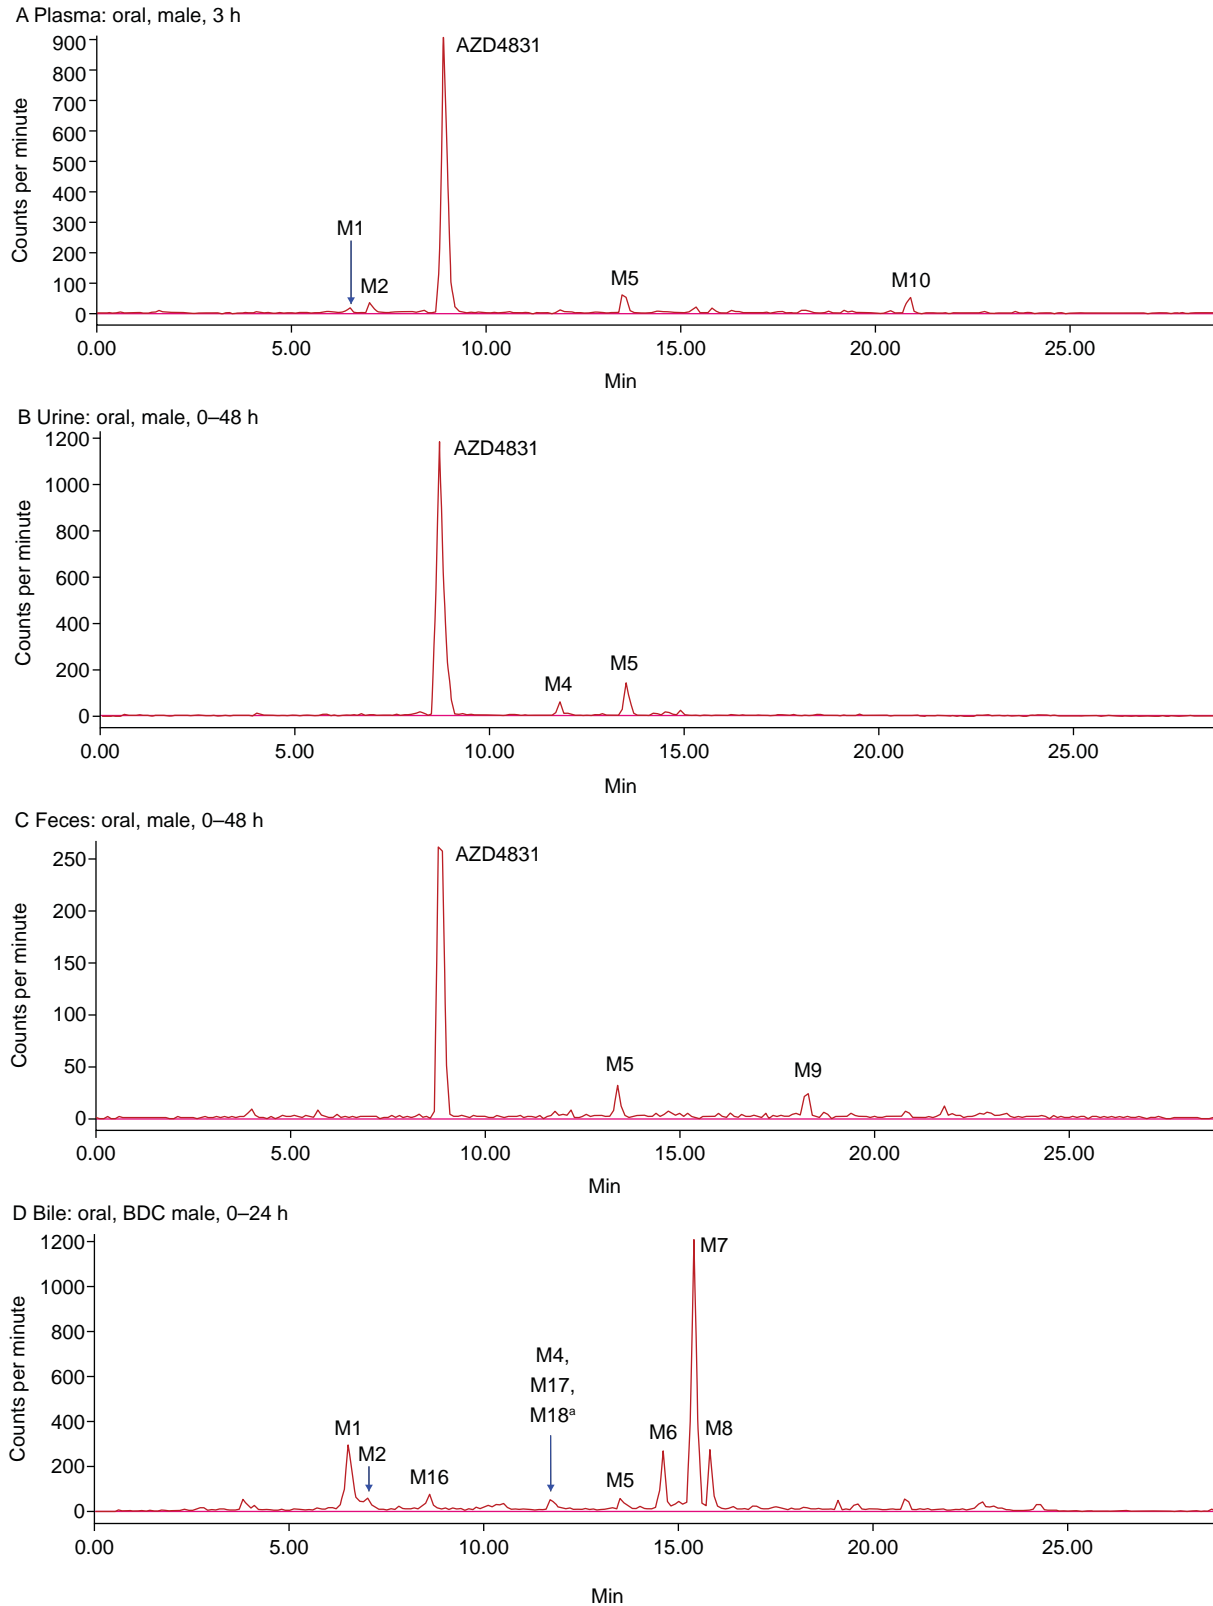 A Plasma: oral, male, 3 h
Counts per minute
900
800
700
600
500
400
300
200
100
0
AZD4831
M1
M2
M5
M10
0.00 5.00 10.00 15.00 20.00 25.00
Min
B Urine: oral, male, 0–48 h
Counts per minute
1200
1000
800
600
400
200
0
AZD4831
M4
M5
0.00 5.00 10.00 15.00 20.00 25.00
Min
C Feces: oral, male, 0–48 h
Counts per minute
250
200
150
100
50
0
AZD4831
M5
M9
0.00 5.00 10.00 15.00 20.00 25.00
Min
D Bile: oral, BDC male, 0–24 h
Counts per minute
1200
1000
800
600
400
200
0
M1
M2
M16
M4,
M17,
M18ᵃ
M5
M6
M7
M8
0.00 5.00 10.00 15.00 20.00 25.00
Min